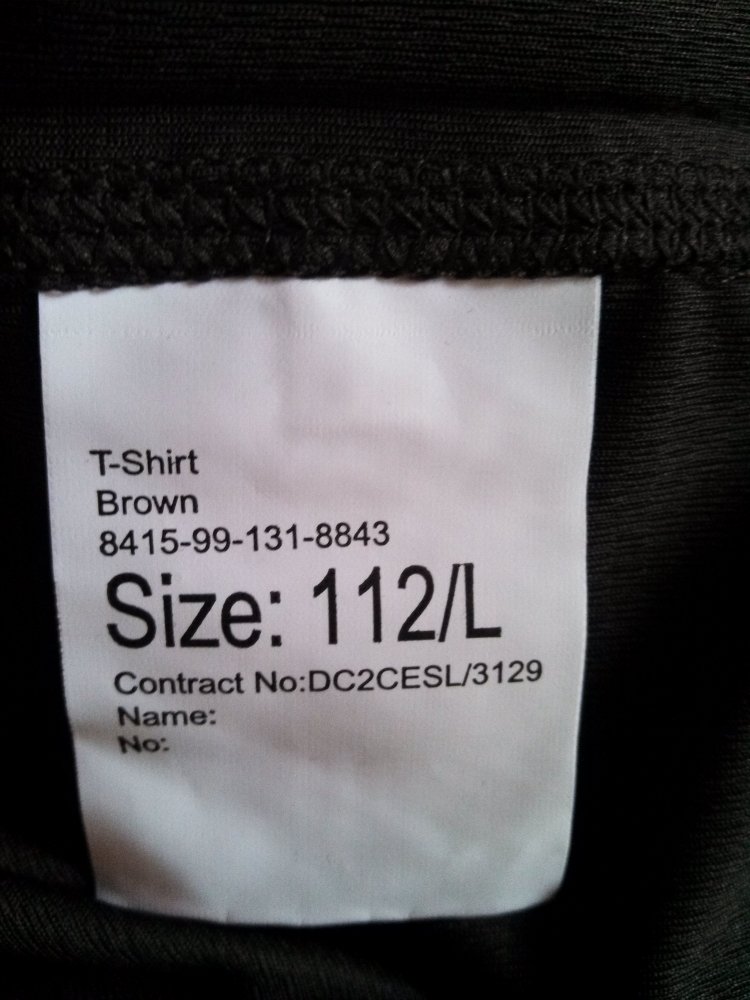 T-Shirt
Brown
8415-99-131-8843
Size: 112/L
Contract No:DC2CESL/3129
Name:
No: